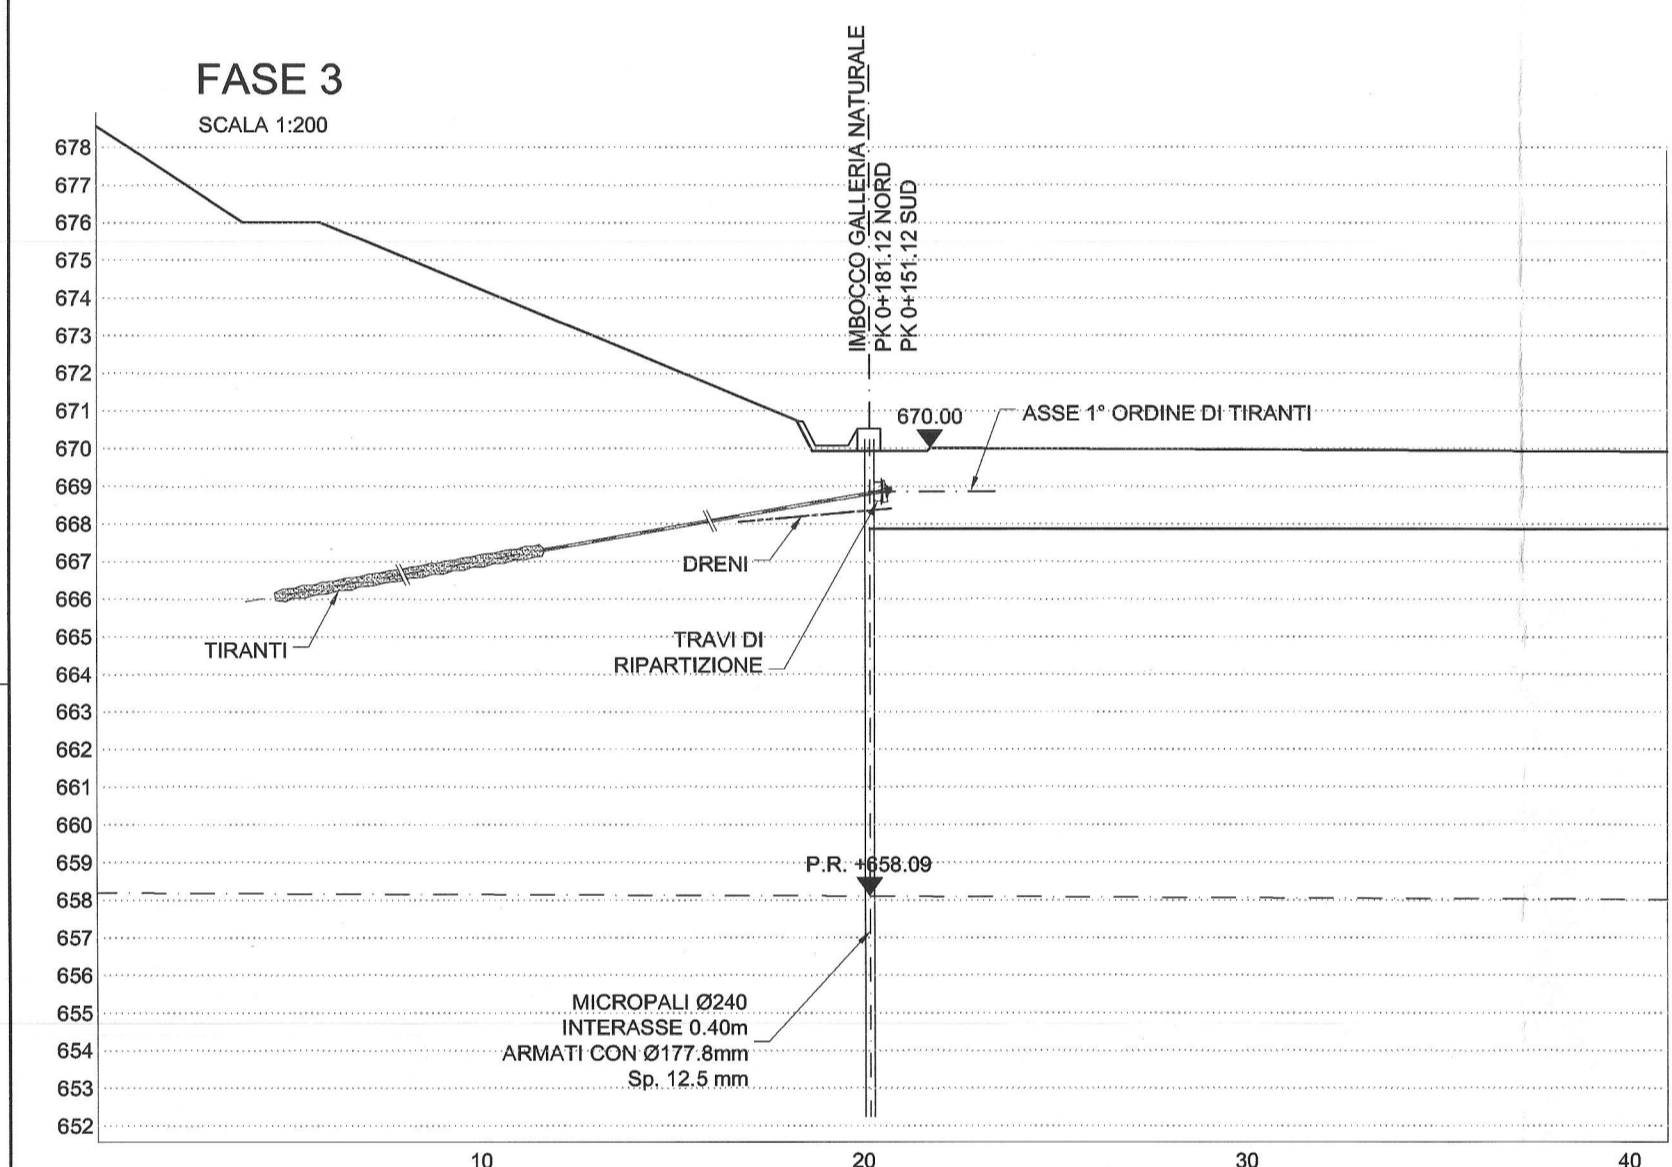 FASE 3
SCALA 1:200
IMBOCCO GALLERIA NATURALE
PK 0+181.12 NORD
PK 0+151.12 SUD
678
677
676
675
674
673
672
671
670
669
668
667
666
665
664
663
662
661
660
659
658
657
656
655
654
653
652
670.00
ASSE 1° ORDINE DI TIRANTI
DRENI
TIRANTI
TRAVI DI
RIPARTIZIONE
P.R. +658.09
MICROPALI Ø240
INTERASSE 0.40m
ARMATI CON Ø177.8mm
Sp. 12.5 mm
10
20
30
40